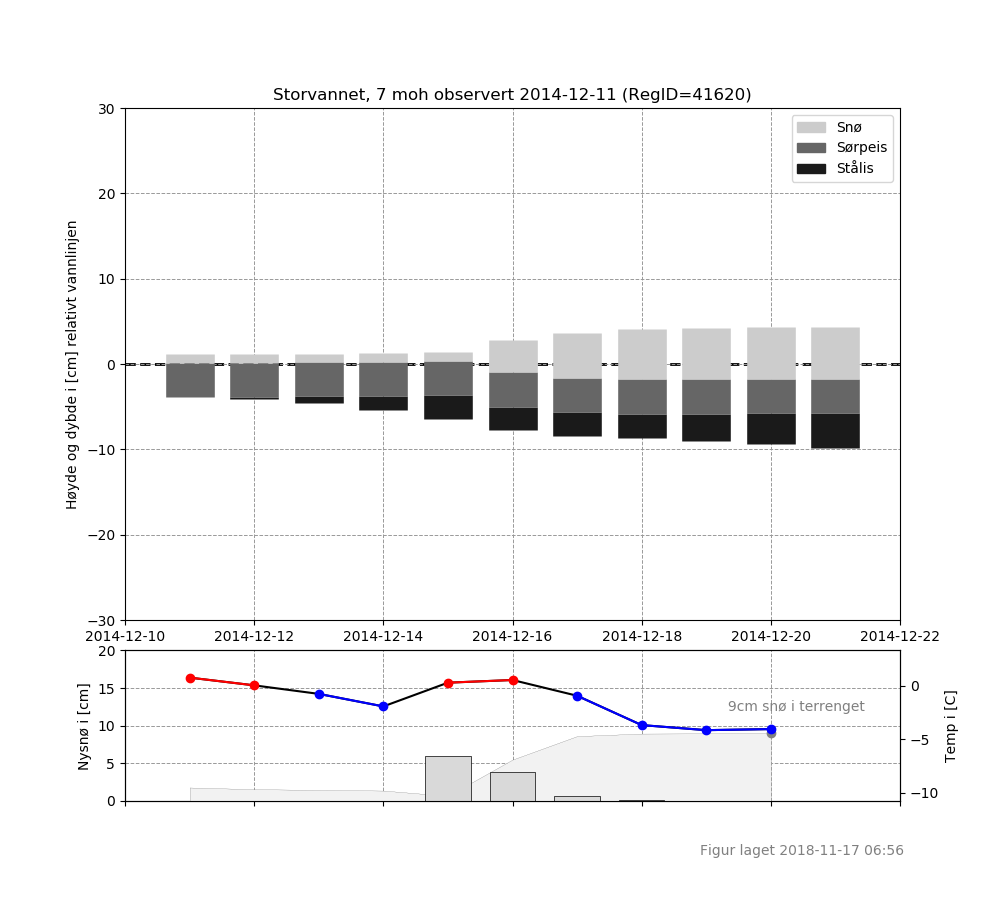 Storvannet, 7 moh observert 2014-12-11 (RegID=41620)
Snø
Sørpeis
Stålis
Høyde og dybde i [cm] relativt vannlinjen
30
20
10
0
−10
−20
−30
2014-12-10 2014-12-12 2014-12-14 2014-12-16 2014-12-18 2014-12-20 2014-12-22
Nysnø i [cm]
20
15
10
5
0
9cm snø i terrenget
0
−5
−10
Temp i [C]
Figur laget 2018-11-17 06:56